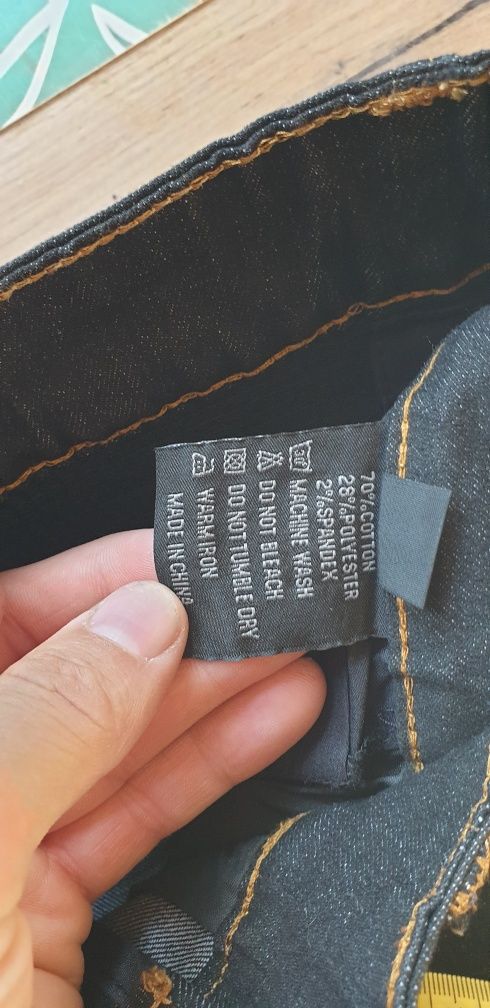 70%COTTON
28%POLYESTER
2%SPANDEX
30° MACHINE WASH
DO NOT BLEACH
DO NOT TUMBLE DRY
WARM IRON
MADE IN CHINA